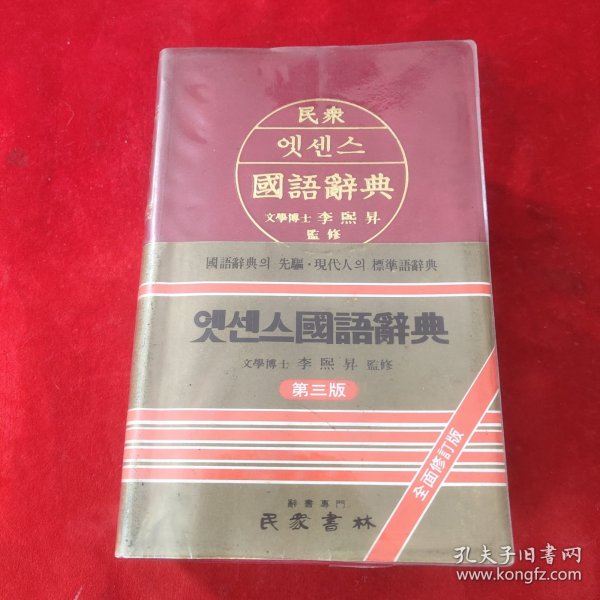 民衆
엣센스
國語辭典
文學博士 李熙昇
監修
國語辭典의 先驅·現代人의 標準語辭典
엣센스國語辭典
文學博士 李熙昇 監修
第三版
全面修訂版
辭書專門
民衆書林
孔夫子旧书网
www.kongfz.com